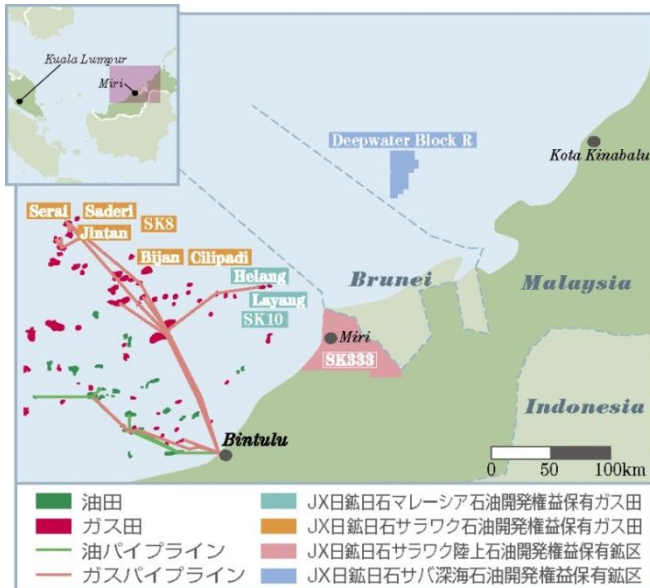 Kuala Lumpur
Miri
Deepwater Block R
Kota Kinabalu
Serai Saderi
SK8
Jintan
Bijan Cilipadi
Helang
Layang
SK10
Brunei
Malaysia
Miri
SK333
Indonesia
Bintulu
0 50 100km
油田
ガス田
油パイプライン
ガスパイプライン
JX日鉱日石マレーシア石油開発権益保有ガス田
JX日鉱日石サラワク石油開発権益保有ガス田
JX日鉱日石サラワク陸上石油開発権益保有鉱区
JX日鉱日石サバ深海石油開発権益保有鉱区